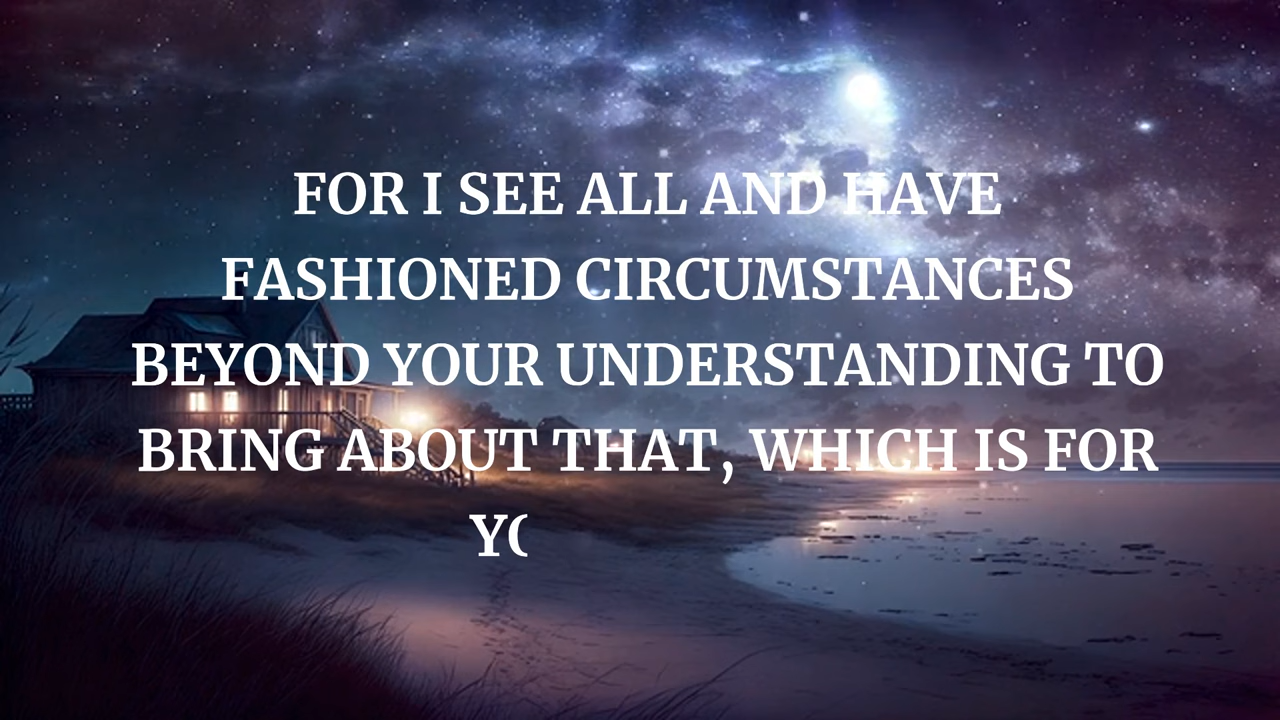 FOR I SEE ALL AND HAVE
FASHIONED CIRCUMSTANCES
BEYOND YOUR UNDERSTANDING TO
BRING ABOUT THAT, WHICH IS FOR